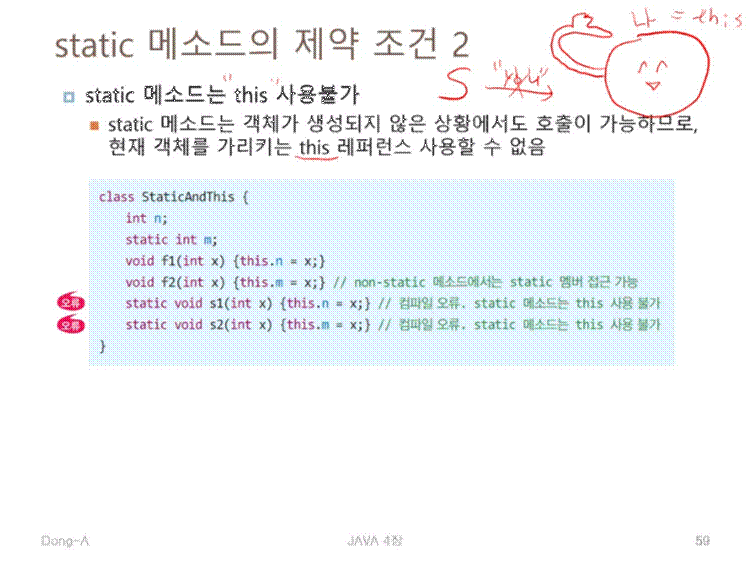 static 메소드의 제약 조건 2
나 = this
S
static 메소드는 "this" 사용불가
static 메소드는 객체가 생성되지 않은 상황에서도 호출이 가능하므로,
현재 객체를 가리키는 this 레퍼런스 사용할 수 없음
class StaticAndThis {
int n;
static int m;
void f1(int x) {this.n = x;}
void f2(int x) {this.m = x;} // non-static 메소드에서는 static 멤버 접근 가능
오류 static void s1(int x) {this.n = x;} // 컴파일 오류. static 메소드는 this 사용 불가
오류 static void s2(int x) {this.m = x;} // 컴파일 오류. static 메소드는 this 사용 불가
}
Dong-A JAVA 4장 59